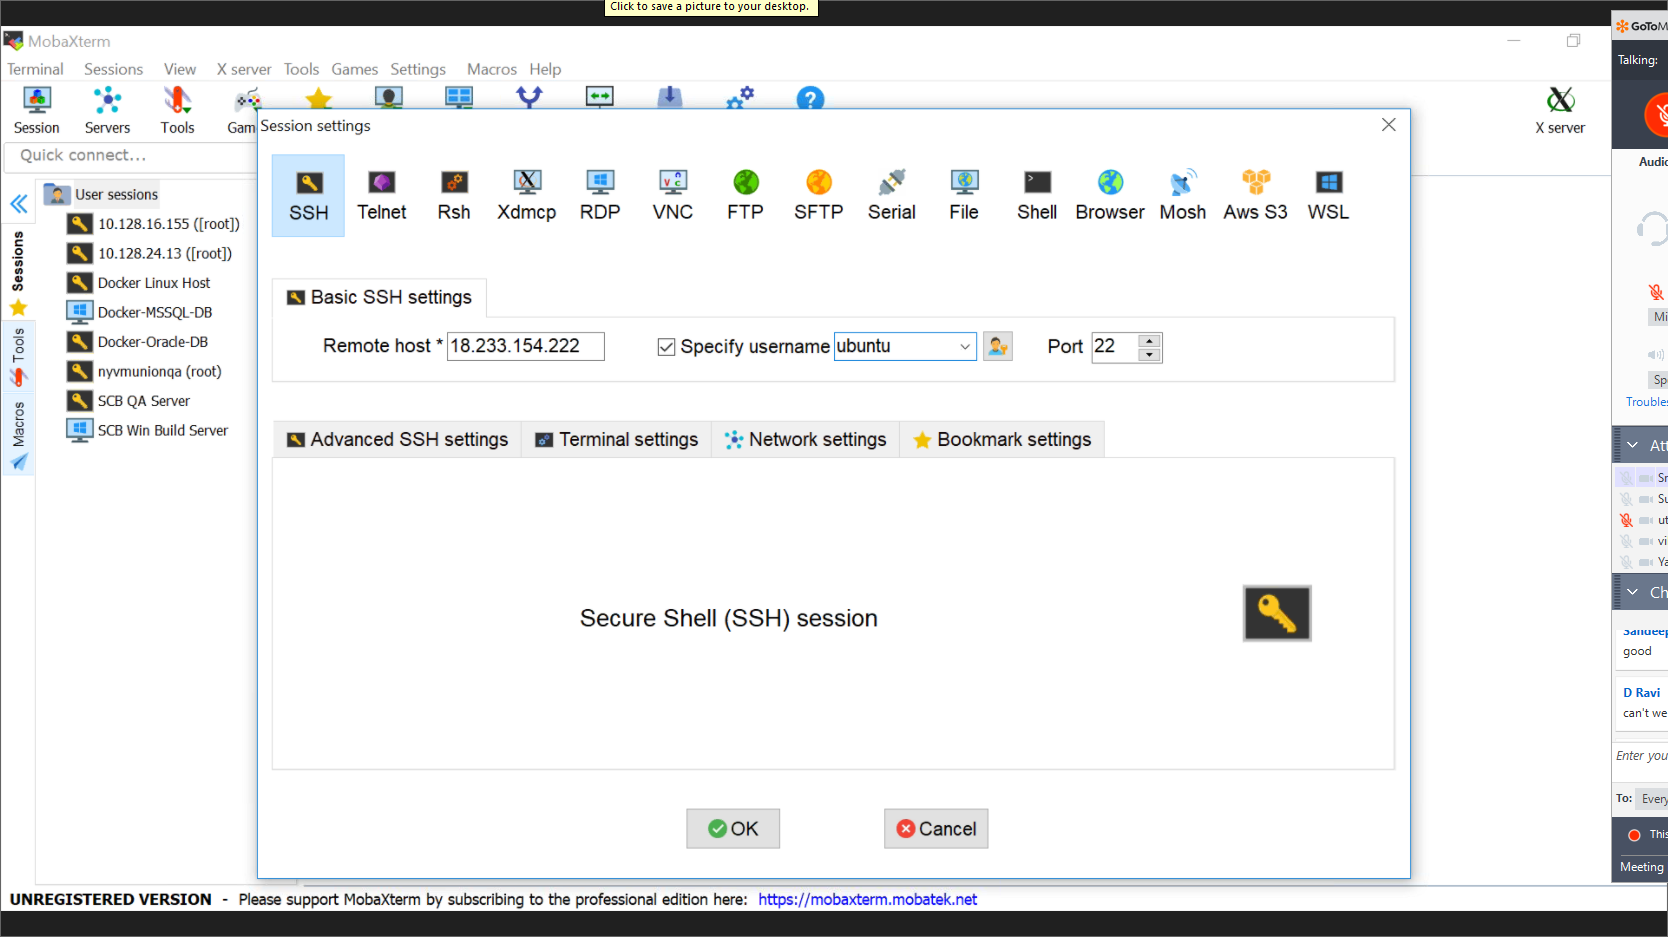 Click to save a picture to your desktop.
MobaXterm
Terminal Sessions View X server Tools Games Settings Macros Help
Session Servers Tools Gam
X server
Quick connect...
Sessions
Tools
Macros
User sessions
10.128.16.155 ([root])
10.128.24.13 ([root])
Docker Linux Host
Docker-MSSQL-DB
Docker-Oracle-DB
nyvmunionqa (root)
SCB QA Server
SCB Win Build Server
Session settings
SSH Telnet Rsh Xdmcp RDP VNC FTP SFTP Serial File Shell Browser Mosh Aws S3 WSL
Basic SSH settings
Remote host * 18.233.154.222 Specify username ubuntu Port 22
Advanced SSH settings Terminal settings Network settings Bookmark settings
Secure Shell (SSH) session
OK Cancel
UNREGISTERED VERSION - Please support MobaXterm by subscribing to the professional edition here: https://mobaxterm.mobatek.net
GoToM
Talking:
Audio
Mi
Sp
Troubles
Att
Sr
Su
ut
vi
Ya
Ch
Sandeep
good
D Ravi
can't we
Enter you
To: Every
This
Meeting